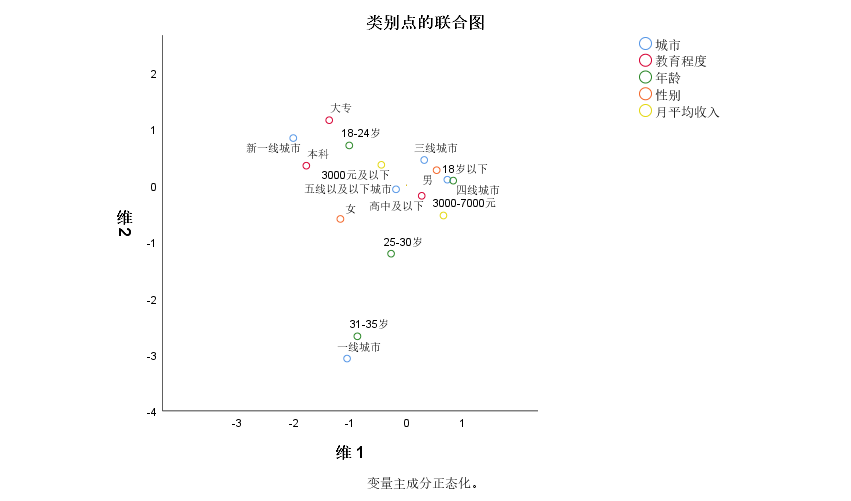 类别点的联合图
城市
教育程度
年龄
性别
月平均收入
2
1
0
-1
-2
-3
-4
维 2
大专
18-24岁
新一线城市
本科
三线城市
18岁以下
3000元及以下
男
五线以及以下城市
四线城市
高中及以下
3000-7000元
女
25-30岁
31-35岁
一线城市
-3
-2
-1
0
1
维 1
变量主成分正态化。